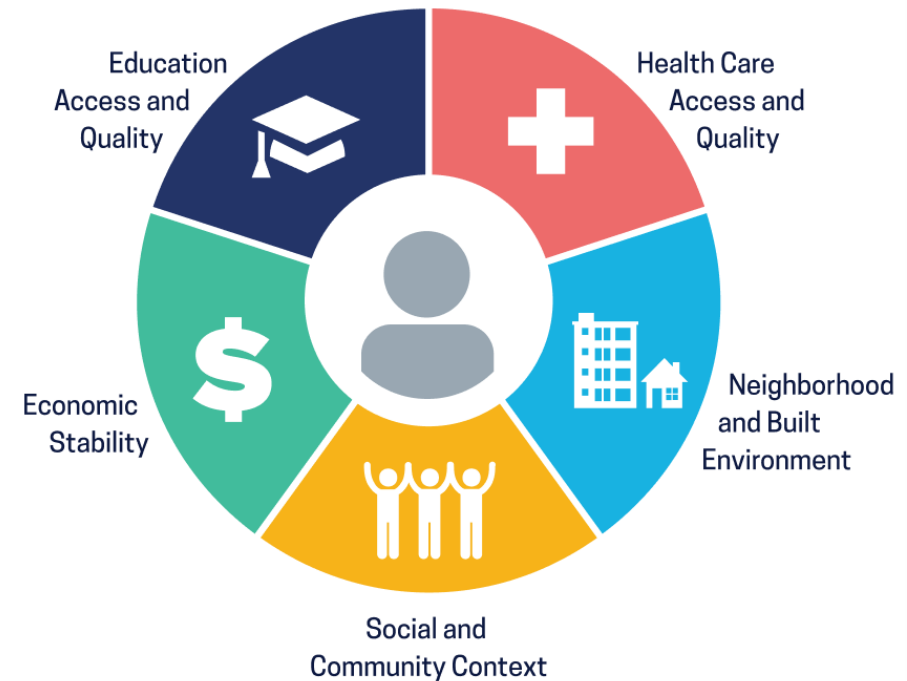 Education
Access and
Quality
Health Care
Access and
Quality
Economic
Stability
Neighborhood
and Built
Environment
Social and
Community Context